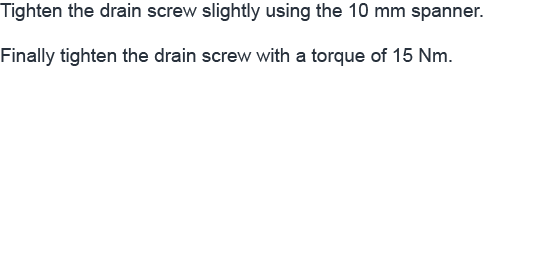 Tighten the drain screw slightly using the 10 mm spanner.
Finally tighten the drain screw with a torque of 15 Nm.